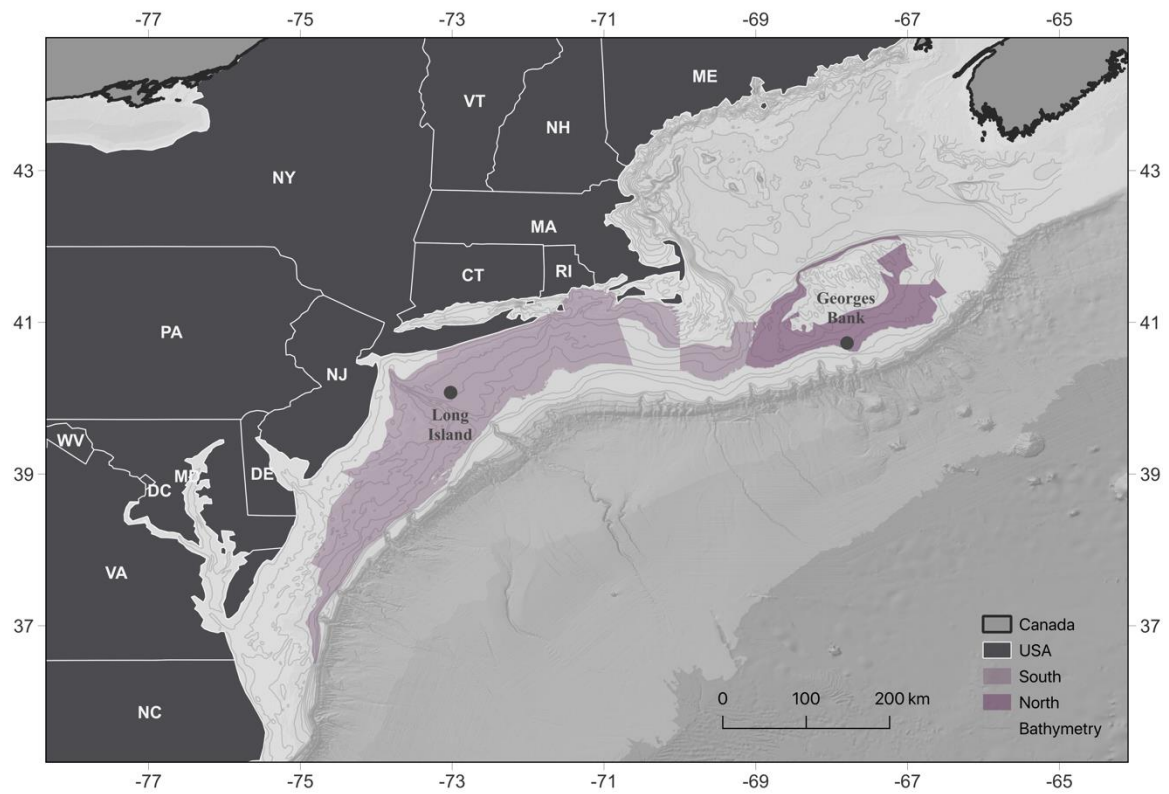 -77 -75 -73 -71 -69 -67 -65
ME
VT
NH
43 43
NY
MA
CT RI
41 41
Georges
Bank
PA
NJ
Long
Island
WV
39 39
MD
DE
DC
VA
37 37
Canada
USA
South
0 100 200 km
North
NC
Bathymetry
-77 -75 -73 -71 -69 -67 -65